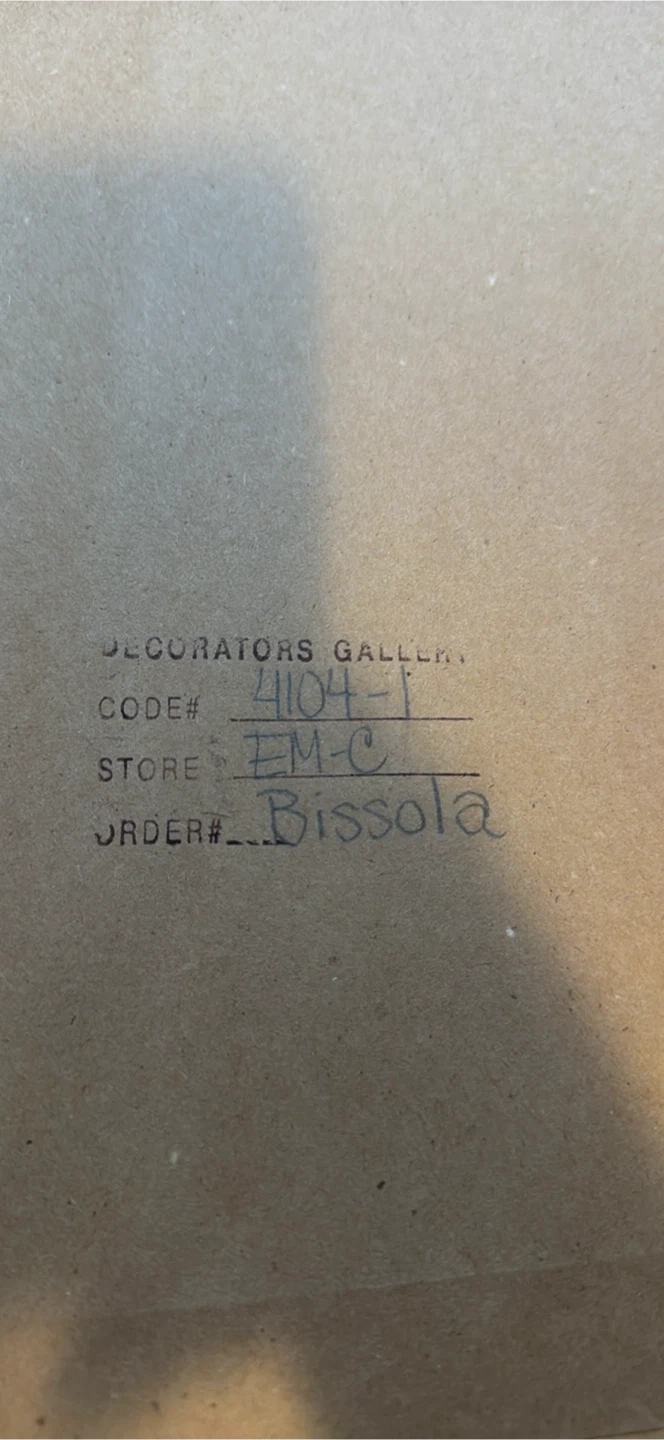 DECORATORS GALLERY
CODE# 4104-1
STORE EM-C
ORDER# Bissola